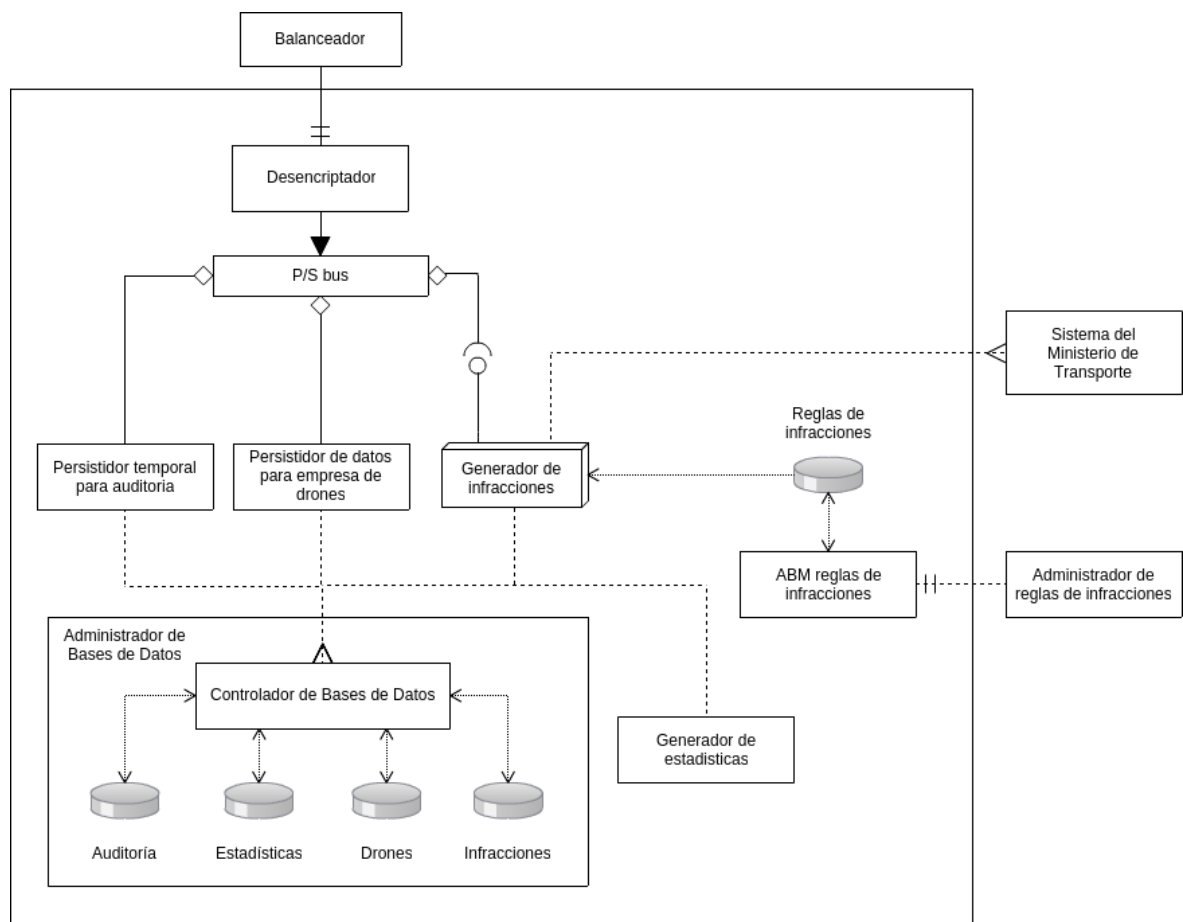 Balanceador
Desencriptador
P/S bus
Sistema del
Ministerio de
Transporte
Reglas de
infracciones
Persistidor temporal
para auditoria
Persistidor de datos
para empresa de
drones
Generador de
infracciones
ABM reglas de
infracciones
Administrador de
reglas de infracciones
Administrador de
Bases de Datos
Controlador de Bases de Datos
Generador de
estadisticas
Auditoría
Estadísticas
Drones
Infracciones